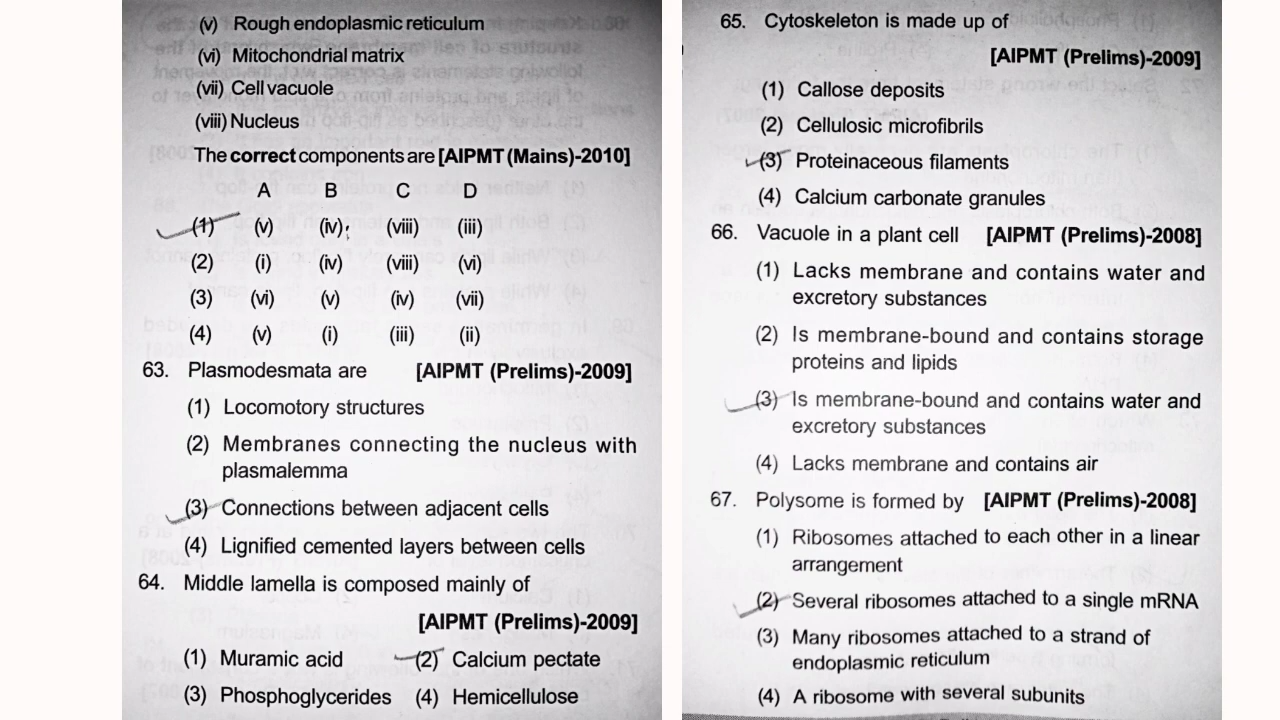 (v) Rough endoplasmic reticulum
(vi) Mitochondrial matrix
(vii) Cell vacuole
(viii) Nucleus
The correct components are [AIPMT (Mains)-2010]
A B C D
(1) (v) (iv) (viii) (iii)
(2) (i) (iv) (viii) (vi)
(3) (vi) (v) (iv) (vii)
(4) (v) (i) (iii) (ii)
63. Plasmodesmata are [AIPMT (Prelims)-2009]
(1) Locomotory structures
(2) Membranes connecting the nucleus with
plasmalemma
(3) Connections between adjacent cells
(4) Lignified cemented layers between cells
64. Middle lamella is composed mainly of
[AIPMT (Prelims)-2009]
(1) Muramic acid (2) Calcium pectate
(3) Phosphoglycerides (4) Hemicellulose
65. Cytoskeleton is made up of
[AIPMT (Prelims)-2009]
(1) Callose deposits
(2) Cellulosic microfibrils
(3) Proteinaceous filaments
(4) Calcium carbonate granules
66. Vacuole in a plant cell [AIPMT (Prelims)-2008]
(1) Lacks membrane and contains water and
excretory substances
(2) Is membrane-bound and contains storage
proteins and lipids
(3) Is membrane-bound and contains water and
excretory substances
(4) Lacks membrane and contains air
67. Polysome is formed by [AIPMT (Prelims)-2008]
(1) Ribosomes attached to each other in a linear
arrangement
(2) Several ribosomes attached to a single mRNA
(3) Many ribosomes attached to a strand of
endoplasmic reticulum
(4) A ribosome with several subunits